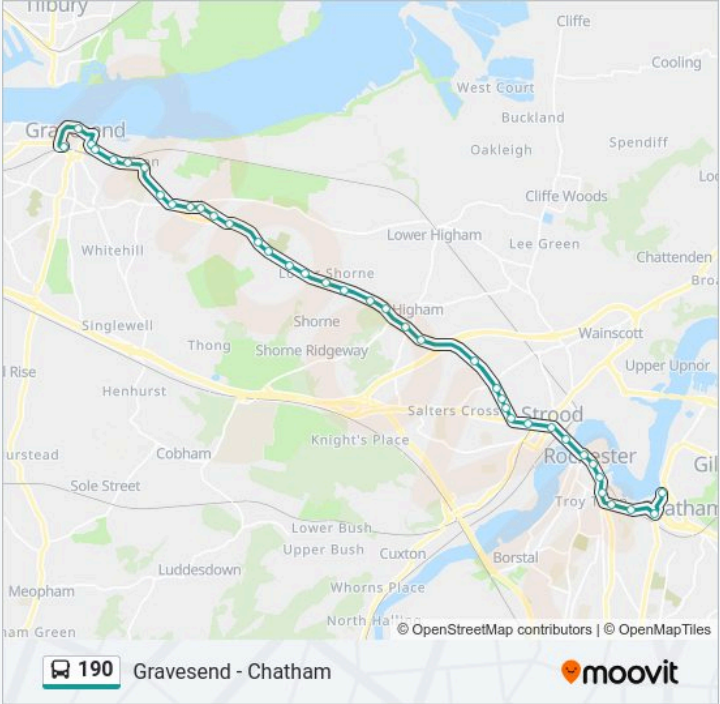 Tilbury
Cliffe
Cooling
West Court
Buckland
Spendiff
Oakleigh
Cliffe Woods
Lower Higham
Lee Green
Whitehill
Chattenden
Shorne
Higham
Singlewell
Wainscott
Thong
Shorne Ridgeway
Upper Upnor
Henhurst
Salters Cross
Strood
Knight's Place
Cobham
Sole Street
Lower Bush
Upper Bush
Cuxton
Borstal
Luddesdown
Meopham
Whorns Place
© OpenStreetMap contributors | © OpenMapTiles
190 Gravesend - Chatham
moovit